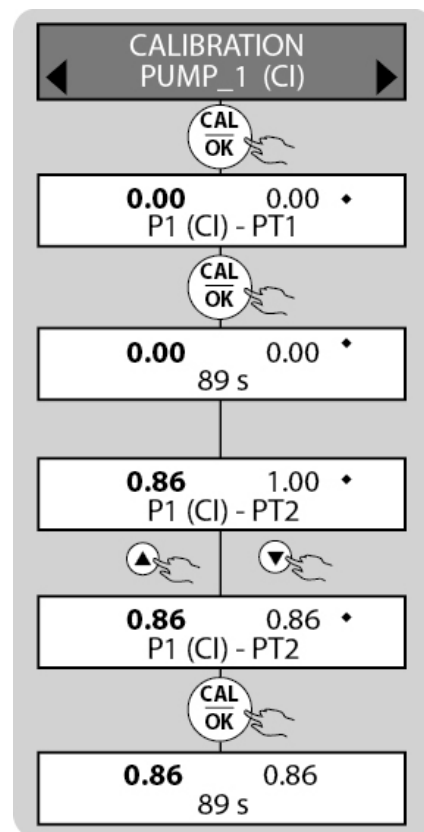 CALIBRATION
PUMP_1 (CI)
CAL
OK
0.00 0.00
P1 (CI) - PT1
CAL
OK
0.00 0.00
89 s
0.86 1.00
P1 (CI) - PT2
0.86 0.86
P1 (CI) - PT2
CAL
OK
0.86 0.86
89 s